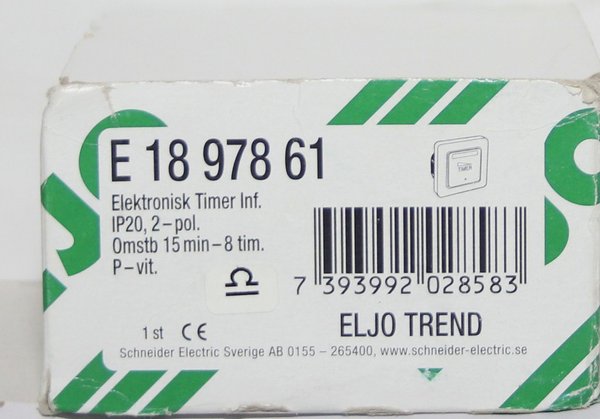 E 18 978 61
Elektronisk Timer Inf.
IP20, 2-pol.
Omstb 15 min – 8 tim.
P-vit.
TIMER
7 393992 028583
1 st CE
ELJO TREND
Schneider Electric Sverige AB 0155 – 265400, www.schneider-electric.se